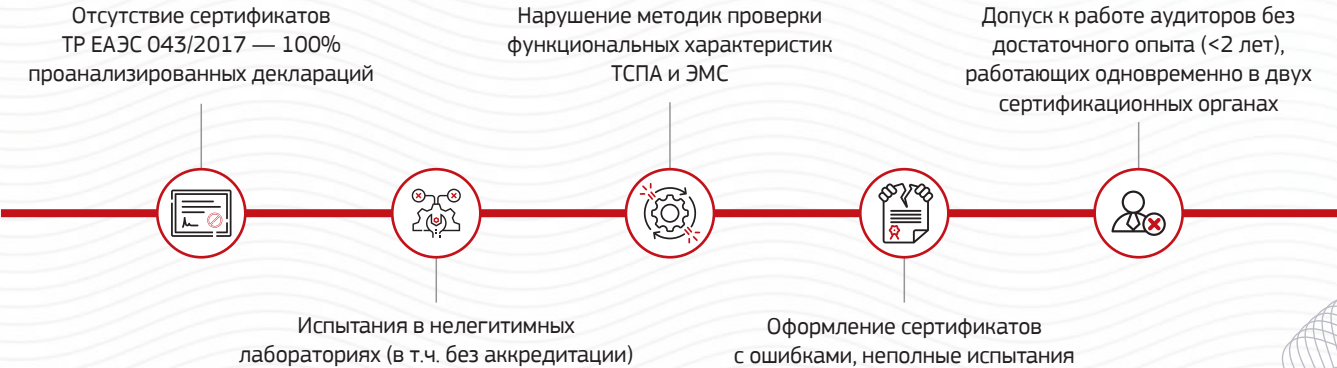 Отсутствие сертификатов
ТР ЕАЭС 043/2017 — 100%
проанализированных деклараций
Испытания в нелегитимных
лабораториях (в т.ч. без аккредитации)
Нарушение методик проверки
функциональных характеристик
ТСПА и ЭМС
Оформление сертификатов
с ошибками, неполные испытания
Допуск к работе аудиторов без
достаточного опыта (<2 лет),
работающих одновременно в двух
сертификационных органах